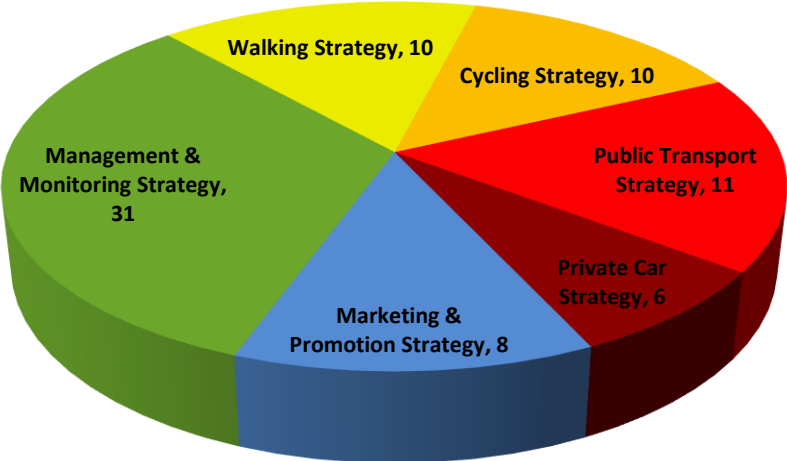 Walking Strategy, 10
Cycling Strategy, 10
Public Transport
Strategy, 11
Private Car
Strategy, 6
Marketing &
Promotion Strategy, 8
Management &
Monitoring Strategy,
31